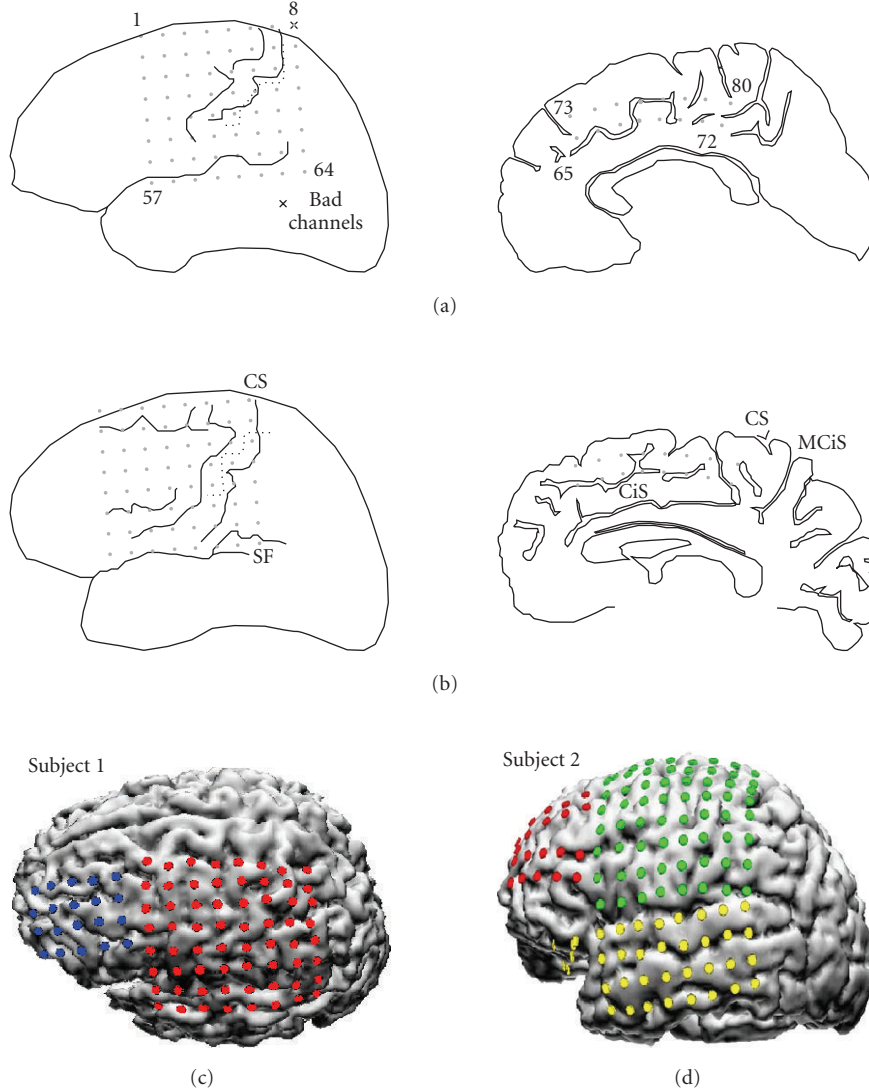 1
8
73
80
65
72
57
64
× Bad
channels
(a)
CS
SF
CS
MCiS
CiS
(b)
Subject 1
Subject 2
(c)
(d)